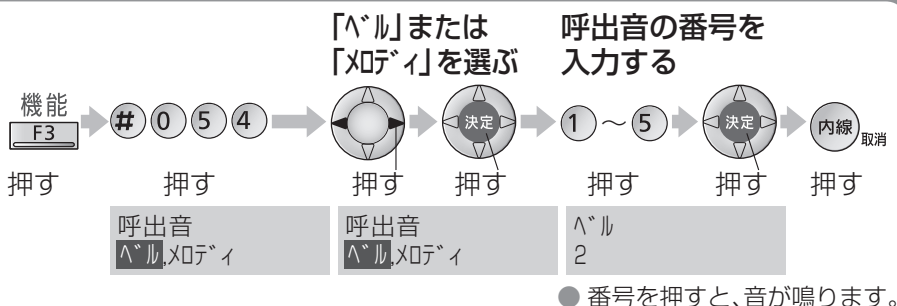 「ﾍﾞﾙ」または
「ﾒﾛﾃﾞｨ」を選ぶ
呼出音の番号を
入力する
機能
F3
# 0 5 4
決定
1 ～ 5
決定
内線
取消
押す 押す 押す 押す 押す 押す 押す
呼出音
ﾍﾞﾙ,ﾒﾛﾃﾞｨ
呼出音
ﾍﾞﾙ,ﾒﾛﾃﾞｨ
ﾍﾞﾙ
2
● 番号を押すと、音が鳴ります。